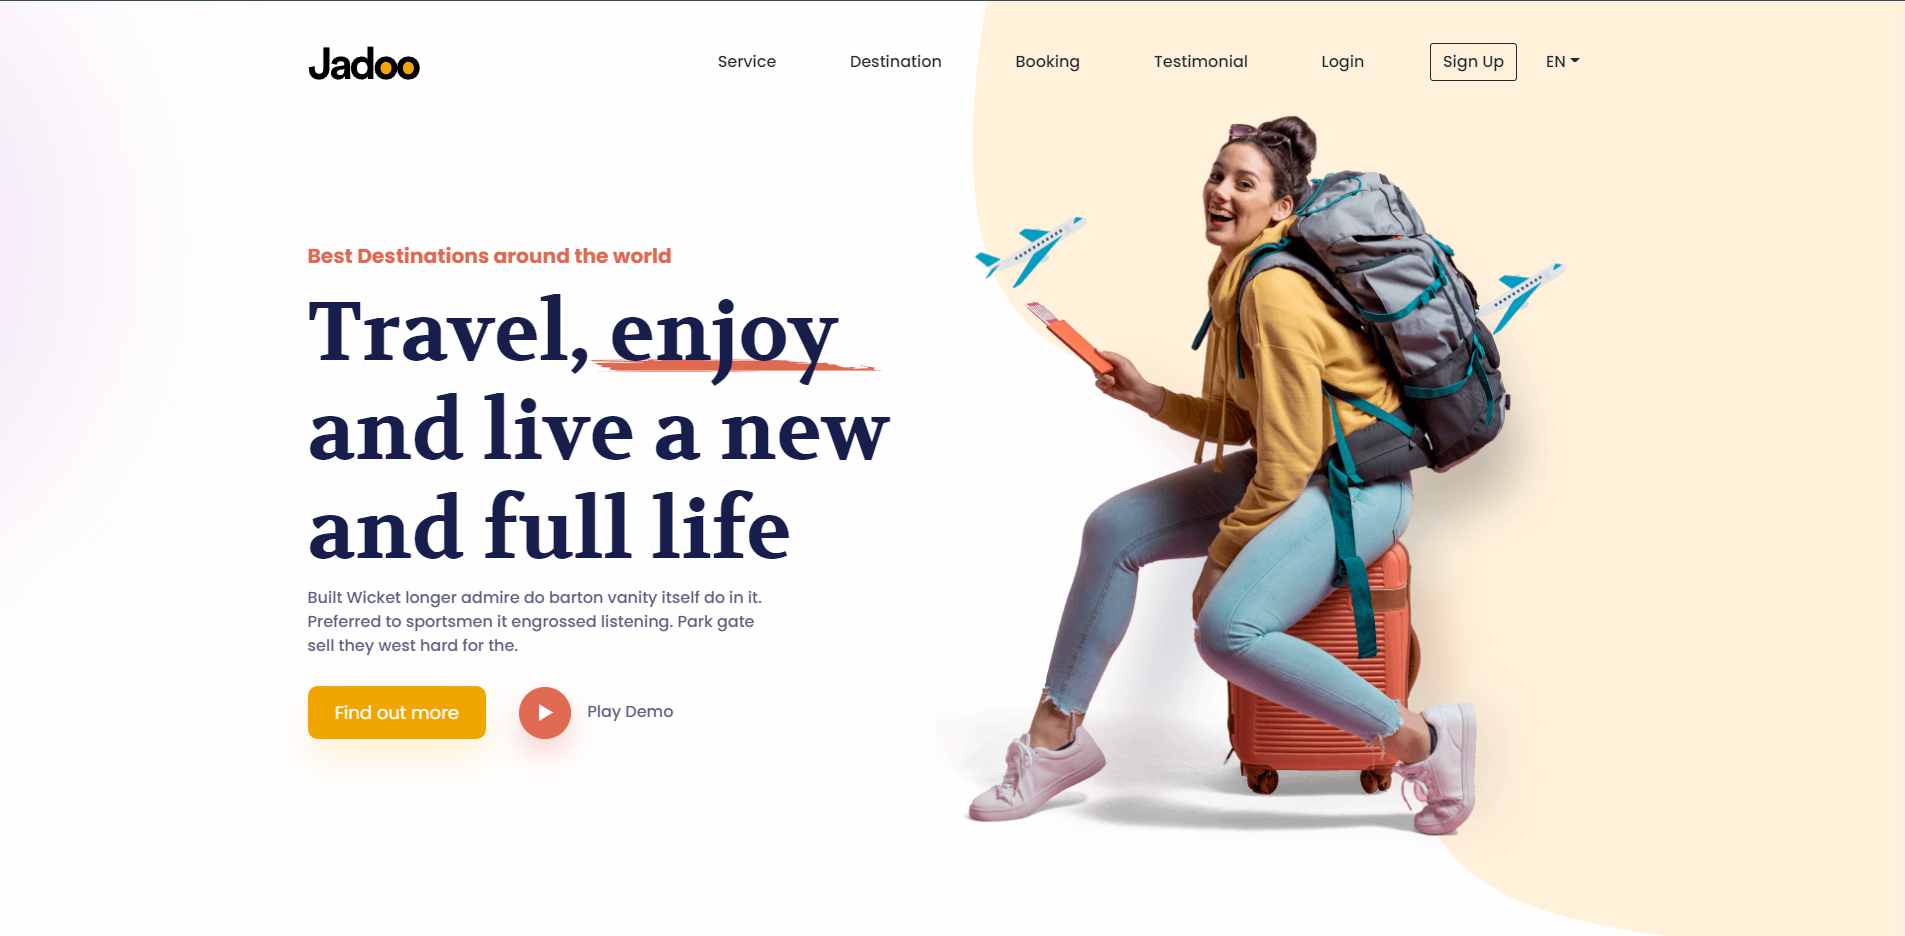 Jadoo
Service Destination Booking Testimonial Login Sign Up EN
Best Destinations around the world
Travel, enjoy
and live a new
and full life
Built Wicket longer admire do barton vanity itself do in it.
Preferred to sportsmen it engrossed listening. Park gate
sell they west hard for the.
Find out more Play Demo